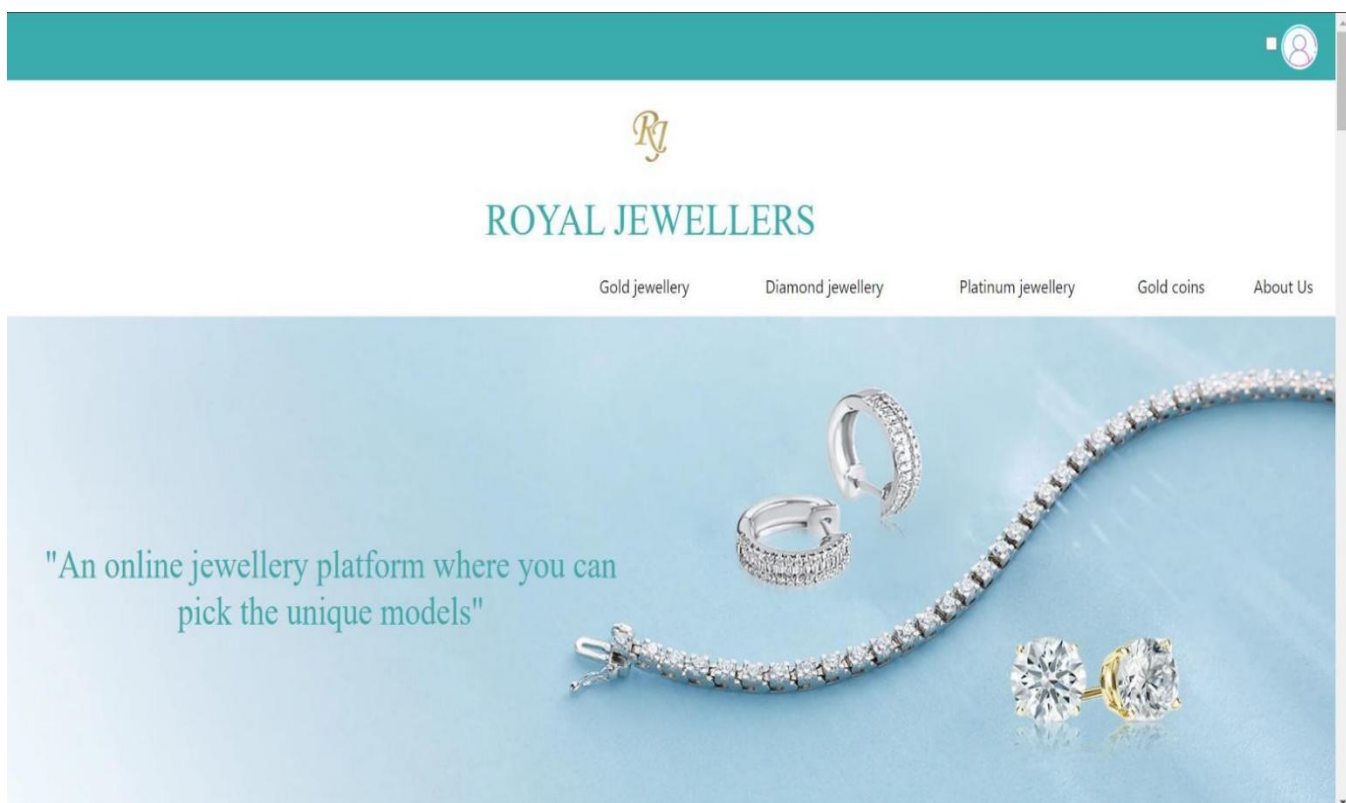 RJ
ROYAL JEWELLERS
Gold jewellery Diamond jewellery Platinum jewellery Gold coins About Us
"An online jewellery platform where you can
pick the unique models"